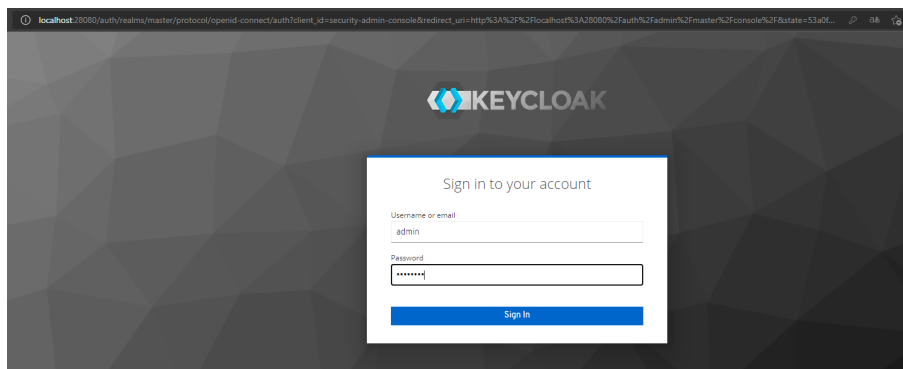 localhost:28080/auth/realms/master/protocol/openid-connect/auth?client_id=security-admin-console&redirect_uri=http%3A%2F%2Flocalhost%3A28080%2Fauth%2Fadmin%2Fmaster%2Fconsole%2F&state=53a0f...
KEYCLOAK
Sign in to your account
Username or email
admin
Password
••••••••
Sign In